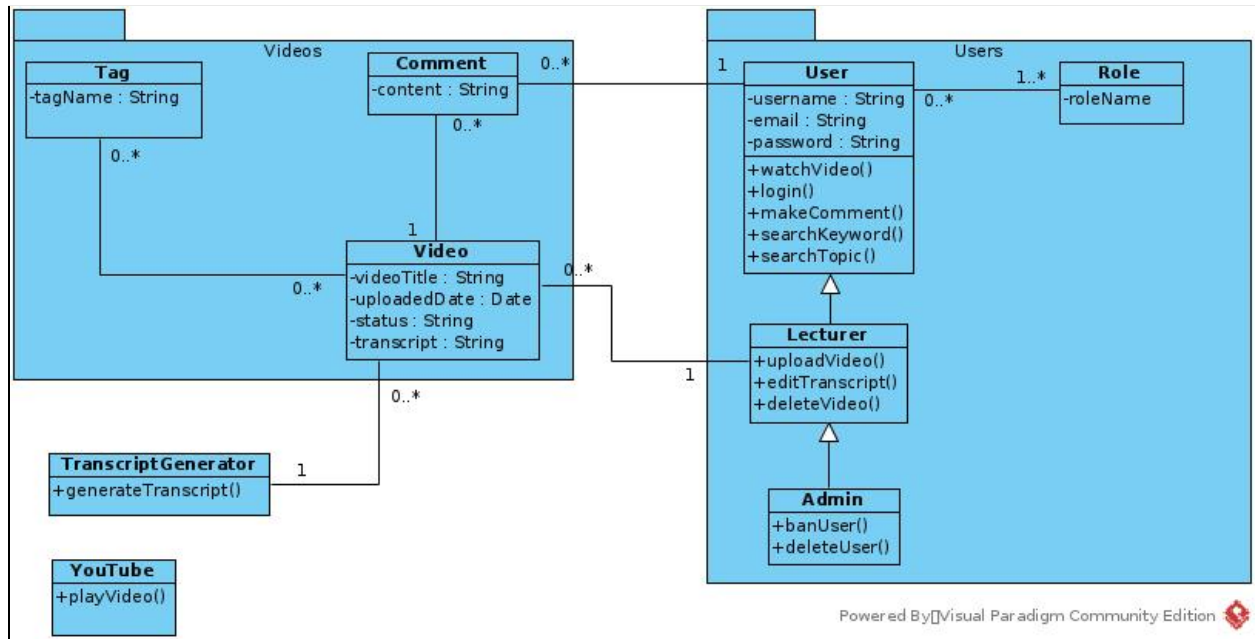 Videos
Tag
-tagName : String
0..*
Comment
-content : String
0..*
0..*
1
Video
-videoTitle : String
-uploadedDate : Date
-status : String
-transcript : String
0..*
0..*
0..*
1
TranscriptGenerator
+generateTranscript()
1
YouTube
+playVideo()
Users
1
User
-username : String
-email : String
-password : String
+watchVideo()
+login()
+makeComment()
+searchKeyword()
+searchTopic()
0..*
1..*
Role
-roleName
Lecturer
+uploadVideo()
+editTranscript()
+deleteVideo()
Admin
+banUser()
+deleteUser()
Powered By▯Visual Paradigm Community Edition